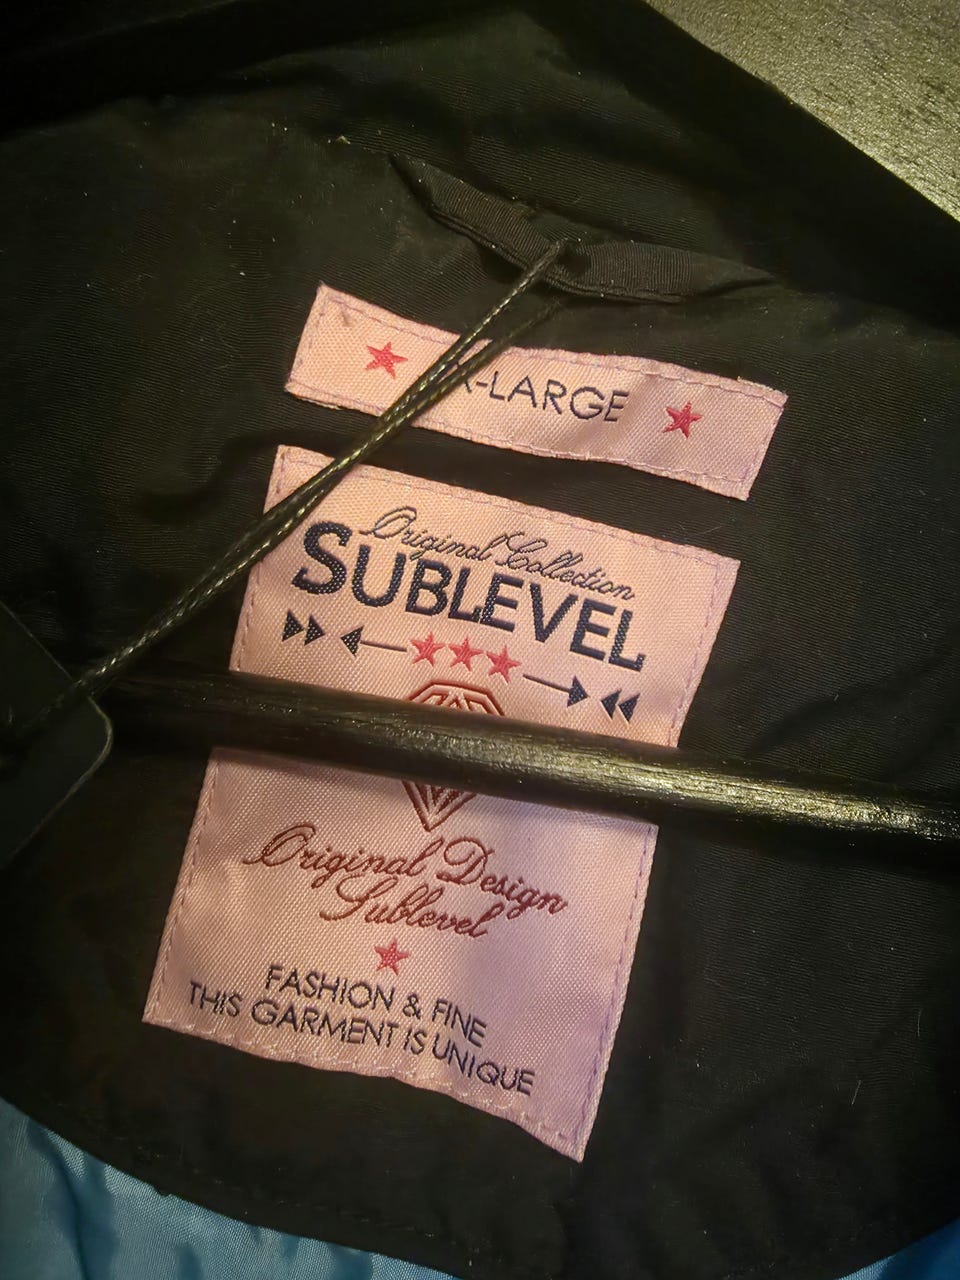 X-LARGE
Original Collection
SUBLEVEL
Original Design
Sublevel
FASHION & FINE
THIS GARMENT IS UNIQUE